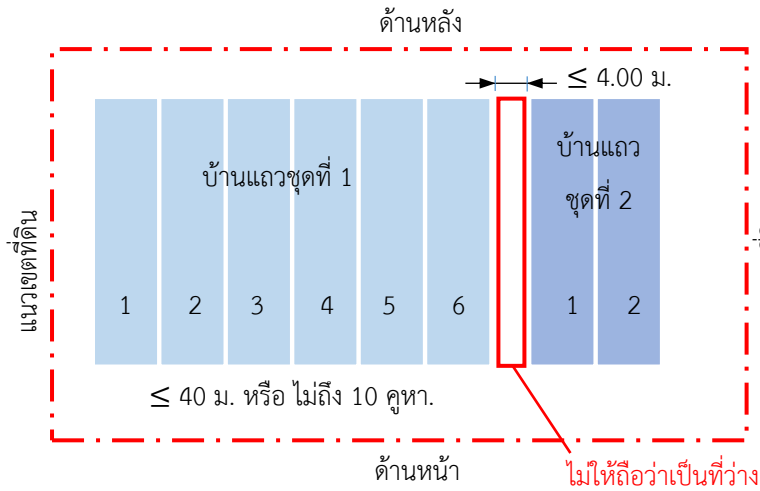 ด้านหลัง
≤ 4.00 ม.
บ้านแถวชุดที่ 1
บ้านแถว
ชุดที่ 2
แนวเขตที่ดิน
1 2 3 4 5 6 1 2
≤ 40 ม. หรือ ไม่ถึง 10 คูหา.
ด้านหน้า
ไม่ให้ถือว่าเป็นที่ว่าง